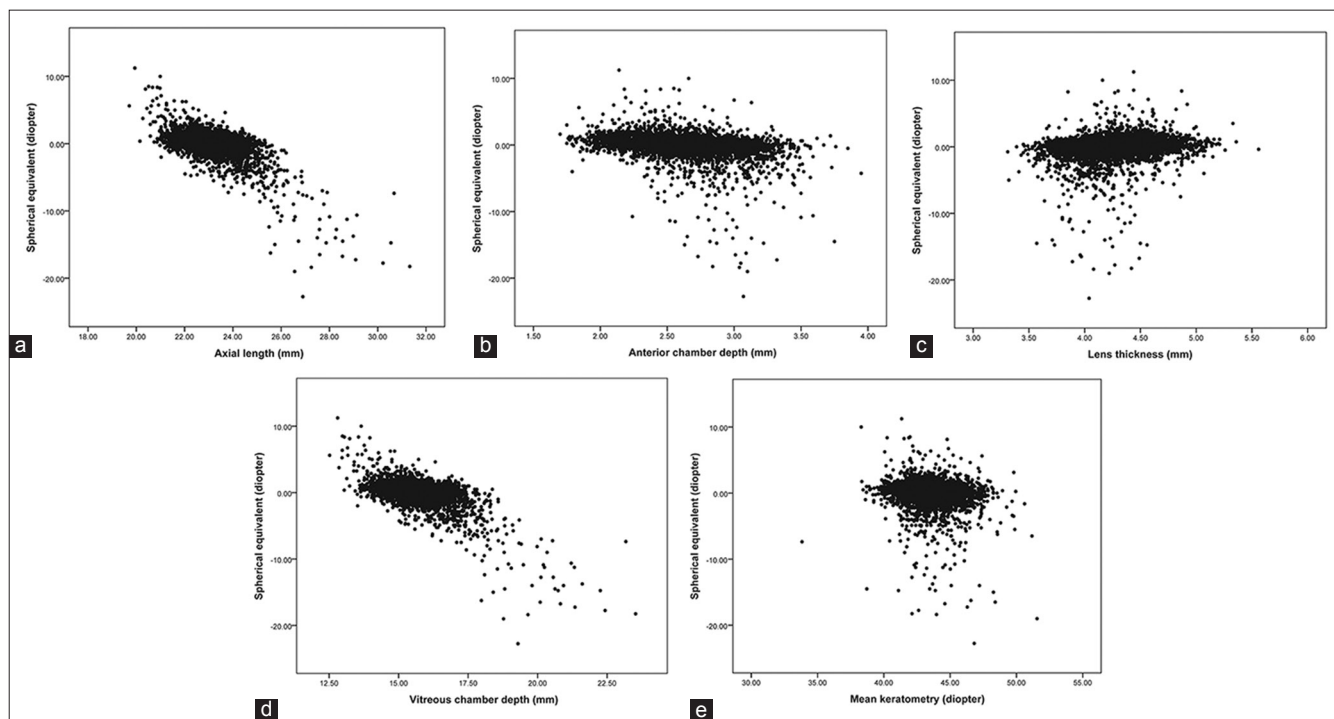 10.00
0.00
-10.00
-20.00
Spherical equivalent (diopter)
18.00 20.00 22.00 24.00 26.00 28.00 30.00 32.00
Axial length (mm)
a
10.00
0.00
-10.00
-20.00
Spherical equivalent (diopter)
1.50 2.00 2.50 3.00 3.50 4.00
Anterior chamber depth (mm)
b
10.00
0.00
-10.00
-20.00
Spherical equivalent (diopter)
3.00 4.00 5.00 6.00
Lens thickness (mm)
c
10.00
0.00
-10.00
-20.00
Spherical equivalent (diopter)
12.50 15.00 17.50 20.00 22.50
Vitreous chamber depth (mm)
d
10.00
0.00
-10.00
-20.00
Spherical equivalent (diopter)
30.00 35.00 40.00 45.00 50.00 55.00
Mean keratometry (diopter)
e